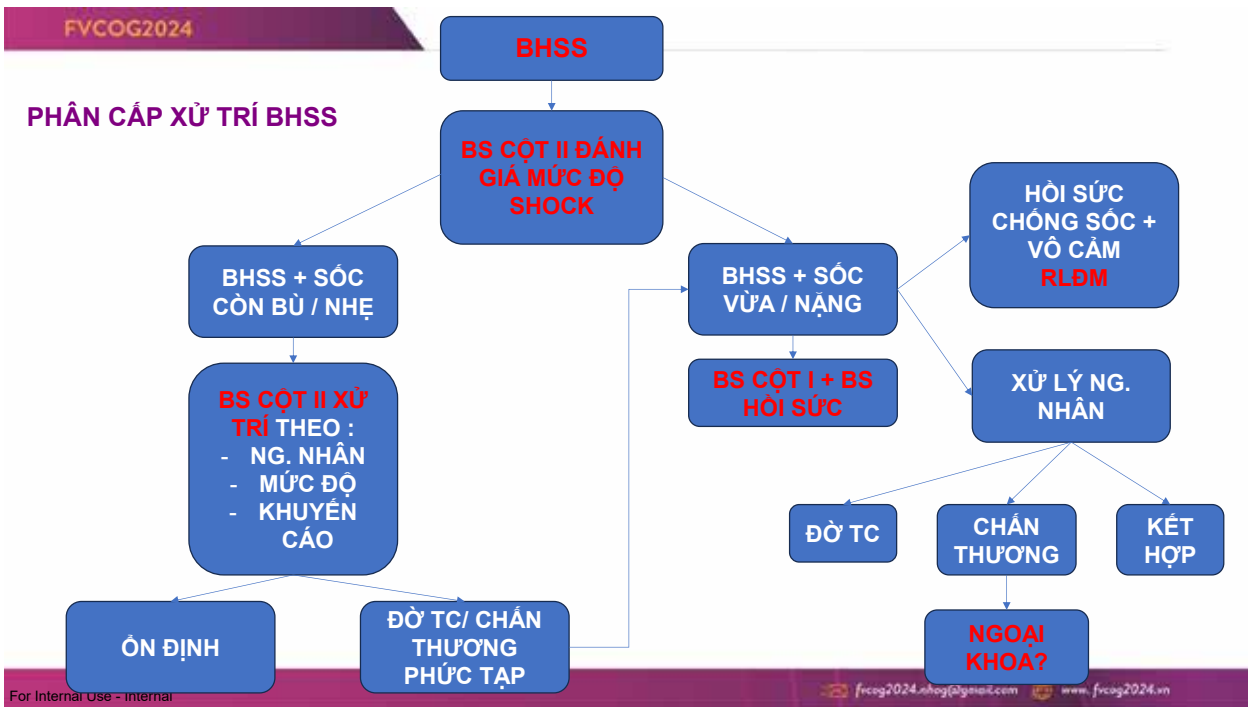 FVCOG2024
BHSS
PHÂN CẤP XỬ TRÍ BHSS
BS CỘT II ĐÁNH
GIÁ MỨC ĐỘ
SHOCK
HỒI SỨC
CHỐNG SỐC +
VÔ CẢM
RLĐM
BHSS + SỐC
CÒN BÙ / NHẸ
BHSS + SỐC
VỪA / NẶNG
BS CỘT II XỬ
TRÍ THEO :
- NG. NHÂN
- MỨC ĐỘ
- KHUYẾN
CÁO
BS CỘT I + BS
HỒI SỨC
XỬ LÝ NG.
NHÂN
ĐỜ TC
CHẤN
THƯƠNG
KẾT
HỢP
ỔN ĐỊNH
ĐỜ TC/ CHẤN
THƯƠNG
PHỨC TẠP
NGOẠI
KHOA?
For Internal Use - Internal
fvcog2024.nhog@gmail.com www.fvcog2024.vn